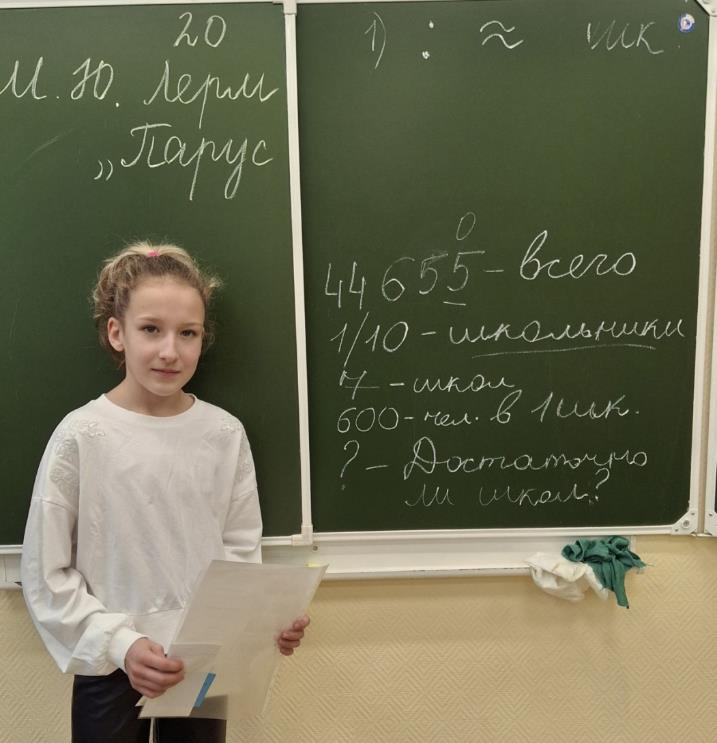 20
М. Ю. Лерм
„Парус
1) : ≈ шк
0
44655 – всего
1/10 – школьники
7 – школ
600 – чел. в 1 шк.
? – Достаточно
ли школ?